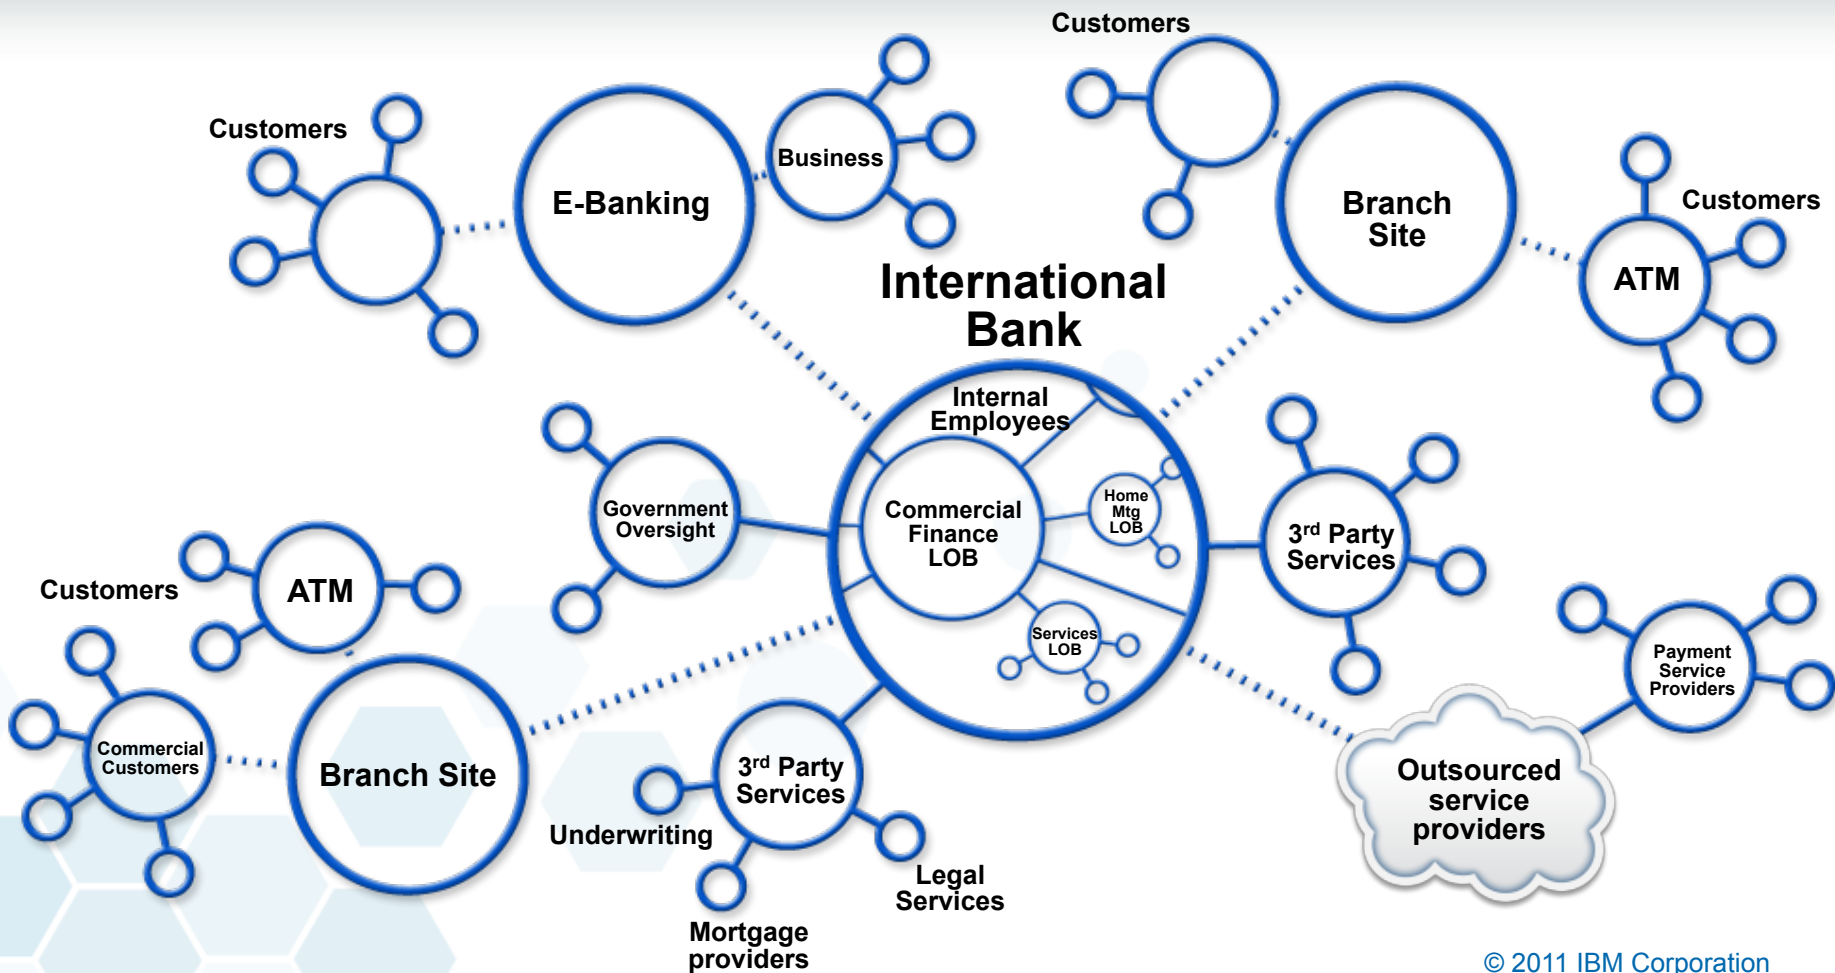 Customers
Customers
Business
E-Banking
Branch
Site
Customers
ATM
International
Bank
Internal
Employees
Government
Oversight
Commercial
Finance
LOB
Home
Mtg
LOB
3rd Party
Services
Customers
ATM
Services
LOB
Payment
Service
Providers
Commercial
Customers
Branch Site
3rd Party
Services
Outsourced
service
providers
Underwriting
Legal
Services
Mortgage
providers
© 2011 IBM Corporation